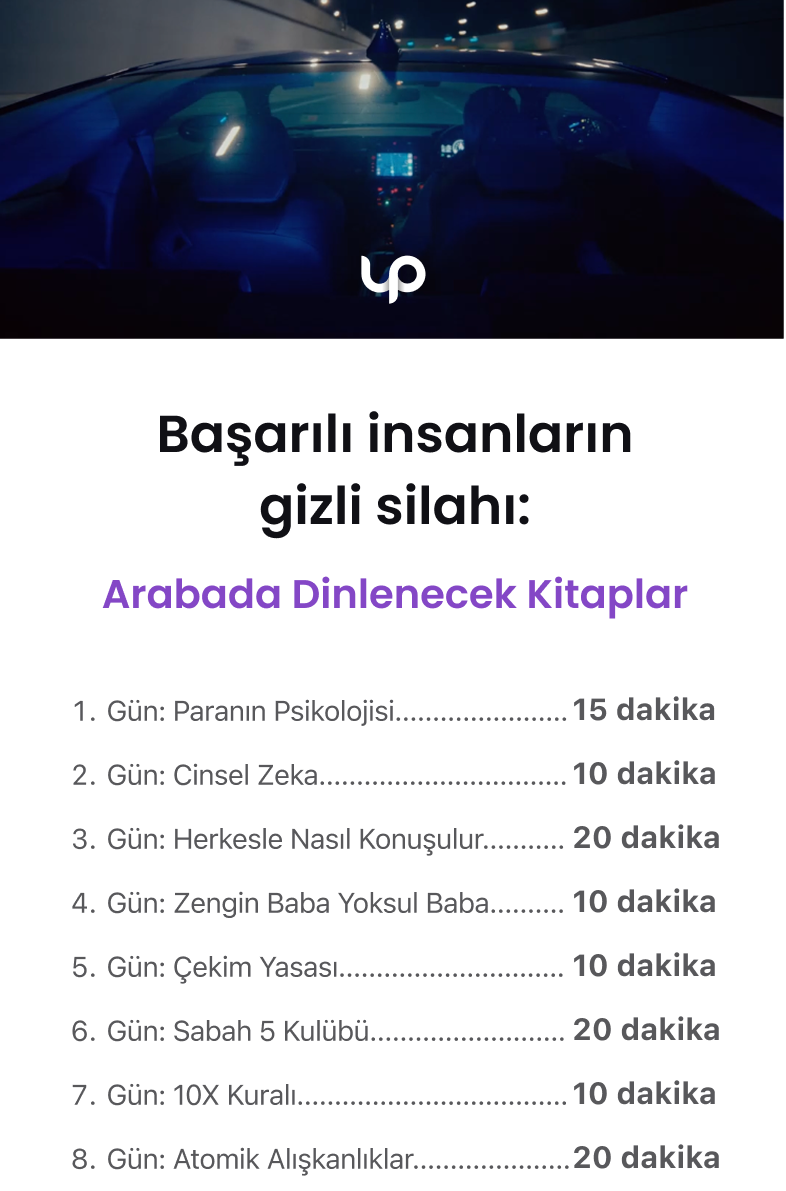 up
Başarılı insanların
gizli silahı:
Arabada Dinlenecek Kitaplar
1. Gün: Paranın Psikolojisi.......................15 dakika
2. Gün: Cinsel Zeka.................................10 dakika
3. Gün: Herkesle Nasıl Konuşulur........... 20 dakika
4. Gün: Zengin Baba Yoksul Baba.......... 10 dakika
5. Gün: Çekim Yasası.............................. 10 dakika
6. Gün: Sabah 5 Kulübü.......................... 20 dakika
7. Gün: 10X Kuralı....................................10 dakika
8. Gün: Atomik Alışkanlıklar.....................20 dakika